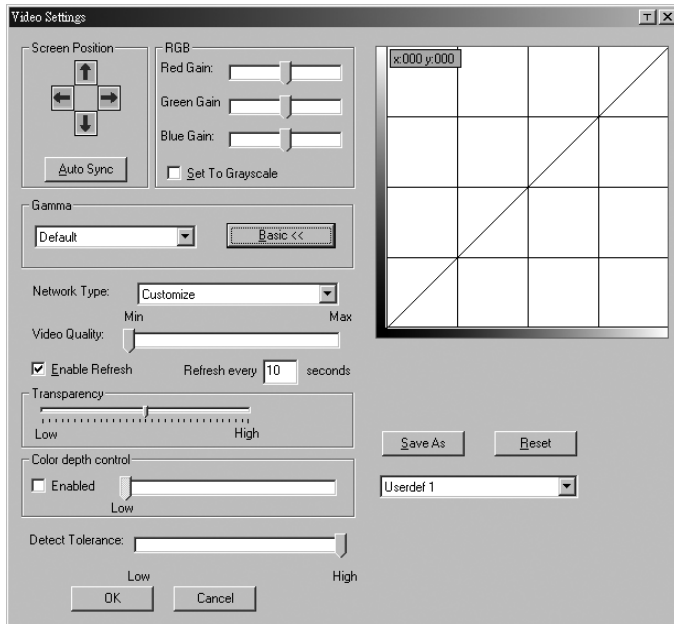 Video Settings
Screen Position
Auto Sync
RGB
Red Gain:
Green Gain
Blue Gain:
Set To Grayscale
Gamma
Default
Basic <<
Network Type:
Customize
Min
Max
Video Quality:
Enable Refresh
Refresh every 10 seconds
Transparency
Low
High
Color depth control
Enabled
Low
Detect Tolerance:
Low
High
OK
Cancel
x:000 y:000
Save As
Reset
Userdef 1